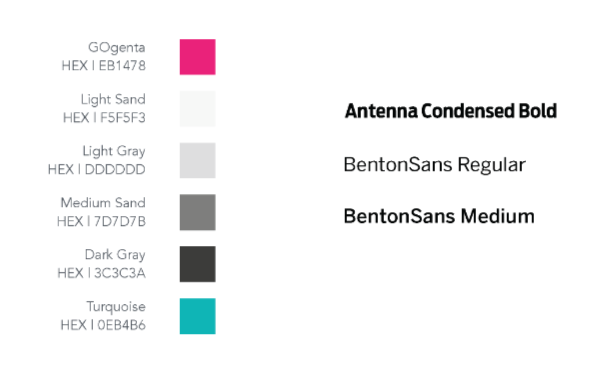 GOgenta
HEX | EB1478
Light Sand
HEX | F5F5F3
Light Gray
HEX | DDDDDD
Medium Sand
HEX | 7D7D7B
Dark Gray
HEX | 3C3C3A
Turquoise
HEX | 0EB4B6
Antenna Condensed Bold
BentonSans Regular
BentonSans Medium